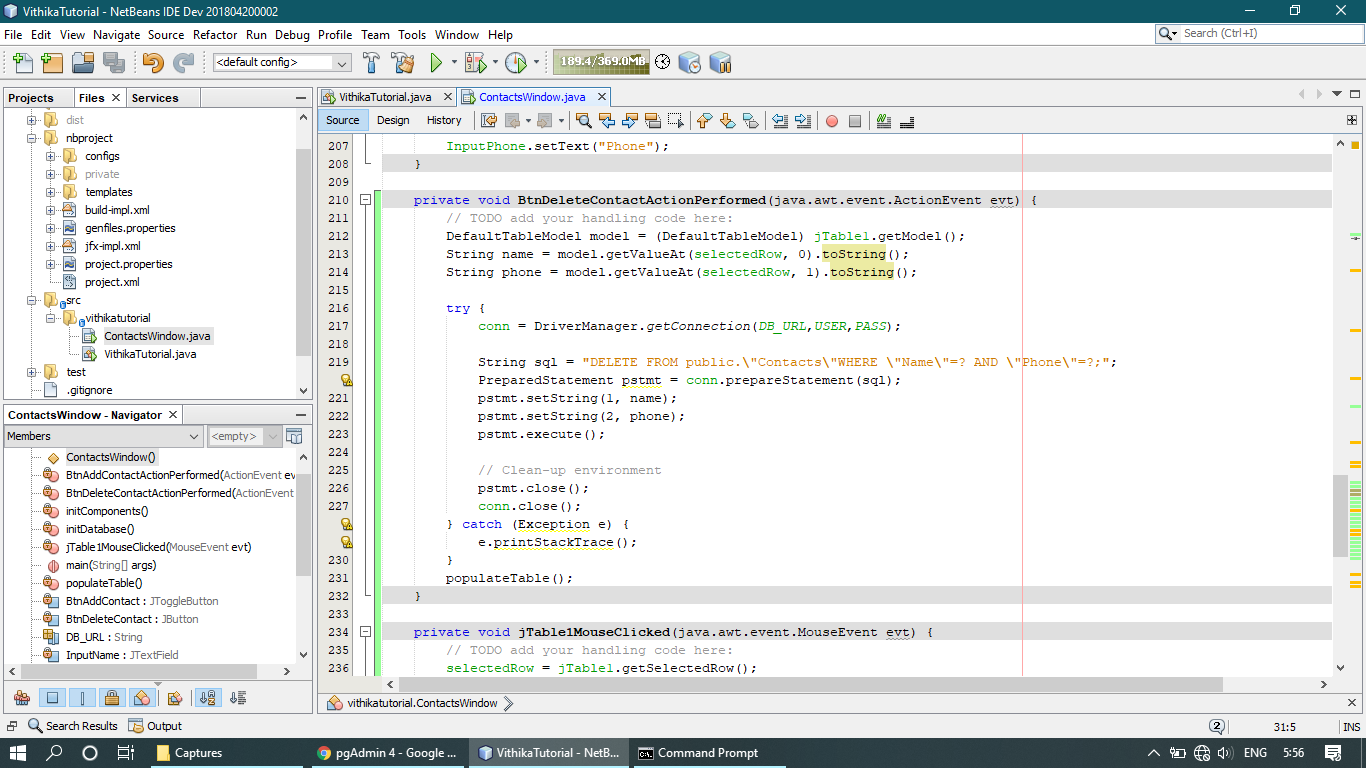 VithikaTutorial - NetBeans IDE Dev 201804200002
File Edit View Navigate Source Refactor Run Debug Profile Team Tools Window Help
Search (Ctrl+I)
<default config>
189.4/369.0MB
Projects Files Services
dist
nbproject
configs
private
templates
build-impl.xml
genfiles.properties
jfx-impl.xml
project.properties
project.xml
src
vithikatutorial
ContactsWindow.java
VithikaTutorial.java
test
.gitignore
ContactsWindow - Navigator
Members
<empty>
ContactsWindow()
BtnAddContactActionPerformed(ActionEvent ev
BtnDeleteContactActionPerformed(ActionEvent
initComponents()
initDatabase()
jTable1MouseClicked(MouseEvent evt)
main(String[] args)
populateTable()
BtnAddContact : JToggleButton
BtnDeleteContact : JButton
DB_URL : String
InputName : JTextField
VithikaTutorial.java ContactsWindow.java
Source Design History
207 InputPhone.setText("Phone");
208 }
209
210 private void BtnDeleteContactActionPerformed(java.awt.event.ActionEvent evt) {
211 // TODO add your handling code here:
212 DefaultTableModel model = (DefaultTableModel) jTable1.getModel();
213 String name = model.getValueAt(selectedRow, 0).toString();
214 String phone = model.getValueAt(selectedRow, 1).toString();
215
216 try {
217 conn = DriverManager.getConnection(DB_URL,USER,PASS);
218
219 String sql = "DELETE FROM public.\"Contacts\"WHERE \"Name\"=? AND \"Phone\"=?;";
PreparedStatement pstmt = conn.prepareStatement(sql);
221 pstmt.setString(1, name);
222 pstmt.setString(2, phone);
223 pstmt.execute();
224
225 // Clean-up environment
226 pstmt.close();
227 conn.close();
} catch (Exception e) {
e.printStackTrace();
230 }
231 populateTable();
232 }
233
234 private void jTable1MouseClicked(java.awt.event.MouseEvent evt) {
235 // TODO add your handling code here:
236 selectedRow = jTable1.getSelectedRow();
vithikatutorial.ContactsWindow
Search Results Output
2
31:5 INS
Captures
pgAdmin 4 - Google ...
VithikaTutorial - NetB...
Command Prompt
ENG 5:56